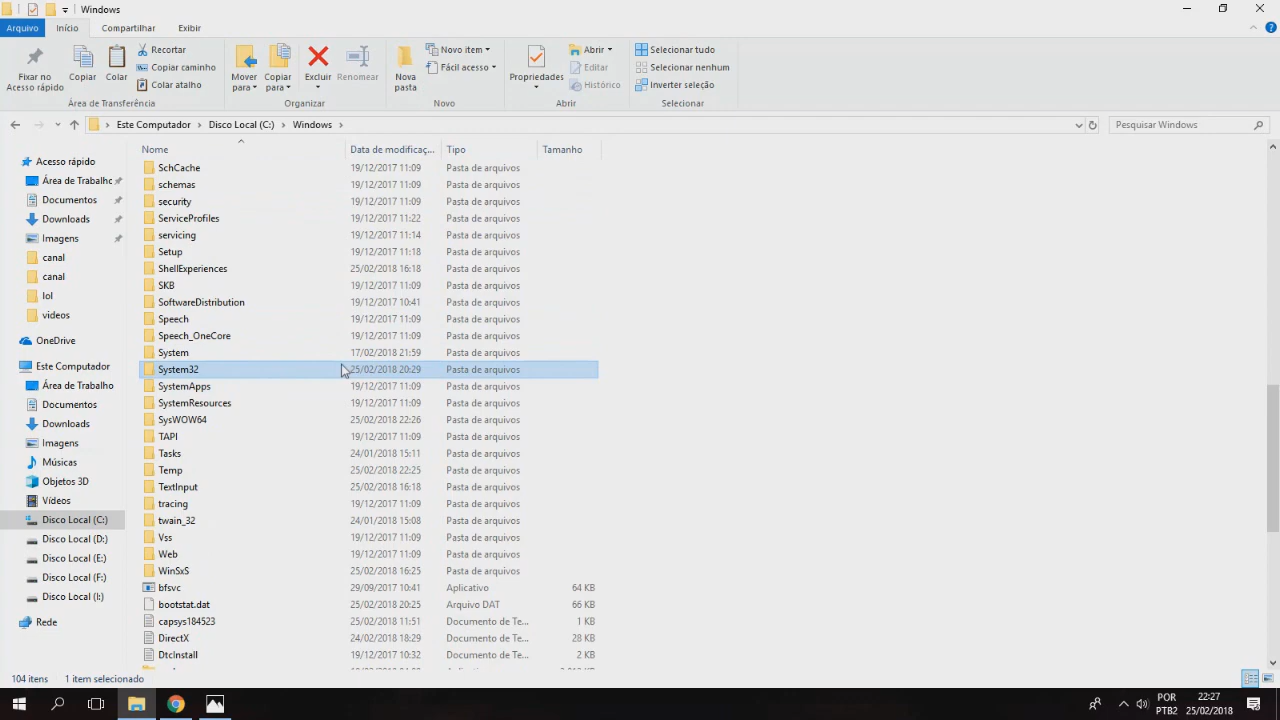 Windows
Arquivo Início Compartilhar Exibir
Fixar no Acesso rápido
Copiar
Colar
Recortar
Copiar caminho
Colar atalho
Mover para
Copiar para
Excluir
Renomear
Nova pasta
Novo item
Fácil acesso
Propriedades
Abrir
Editar
Histórico
Selecionar tudo
Selecionar nenhum
Inverter seleção
Área de Transferência Organizar Novo Abrir Selecionar
Este Computador Disco Local (C:) Windows
Pesquisar Windows
Acesso rápido
Área de Trabalho
Documentos
Downloads
Imagens
canal
canal
lol
videos
OneDrive
Este Computador
Área de Trabalho
Documentos
Downloads
Imagens
Músicas
Objetos 3D
Vídeos
Disco Local (C:)
Disco Local (D:)
Disco Local (E:)
Disco Local (F:)
Disco Local (I:)
Rede
Nome Data de modificaç... Tipo Tamanho
SchCache 19/12/2017 11:09 Pasta de arquivos
schemas 19/12/2017 11:09 Pasta de arquivos
security 19/12/2017 11:09 Pasta de arquivos
ServiceProfiles 19/12/2017 11:22 Pasta de arquivos
servicing 19/12/2017 11:14 Pasta de arquivos
Setup 19/12/2017 11:18 Pasta de arquivos
ShellExperiences 25/02/2018 16:18 Pasta de arquivos
SKB 19/12/2017 11:09 Pasta de arquivos
SoftwareDistribution 19/12/2017 10:41 Pasta de arquivos
Speech 19/12/2017 11:09 Pasta de arquivos
Speech_OneCore 19/12/2017 11:09 Pasta de arquivos
System 17/02/2018 21:59 Pasta de arquivos
System32 25/02/2018 20:29 Pasta de arquivos
SystemApps 19/12/2017 11:09 Pasta de arquivos
SystemResources 19/12/2017 11:09 Pasta de arquivos
SysWOW64 25/02/2018 22:26 Pasta de arquivos
TAPI 19/12/2017 11:09 Pasta de arquivos
Tasks 24/01/2018 15:11 Pasta de arquivos
Temp 25/02/2018 22:25 Pasta de arquivos
TextInput 25/02/2018 16:18 Pasta de arquivos
tracing 19/12/2017 11:09 Pasta de arquivos
twain_32 24/01/2018 15:08 Pasta de arquivos
Vss 19/12/2017 11:09 Pasta de arquivos
Web 19/12/2017 11:09 Pasta de arquivos
WinSxS 25/02/2018 16:25 Pasta de arquivos
bfsvc 29/09/2017 10:41 Aplicativo 64 KB
bootstat.dat 25/02/2018 20:25 Arquivo DAT 66 KB
capsys184523 25/02/2018 11:51 Documento de Te... 1 KB
DirectX 24/02/2018 18:29 Documento de Te... 28 KB
DtcInstall 19/12/2017 10:32 Documento de Te... 2 KB
104 itens 1 item selecionado
POR
PTB2
22:27
25/02/2018